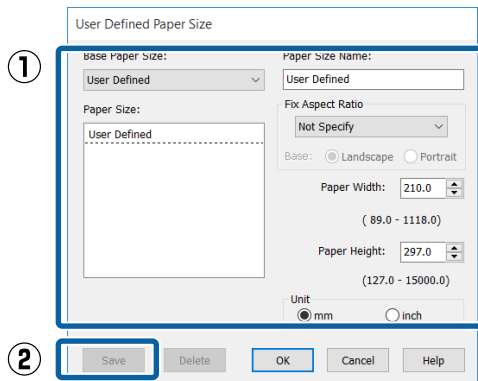 User Defined Paper Size
①
Base Paper Size:
Paper Size Name:
User Defined
User Defined
Paper Size:
Fix Aspect Ratio
User Defined
Not Specify
Base: Landscape Portrait
Paper Width: 210.0
( 89.0 - 1118.0)
Paper Height: 297.0
(127.0 - 15000.0)
Unit
mm inch
②
Save Delete OK Cancel Help